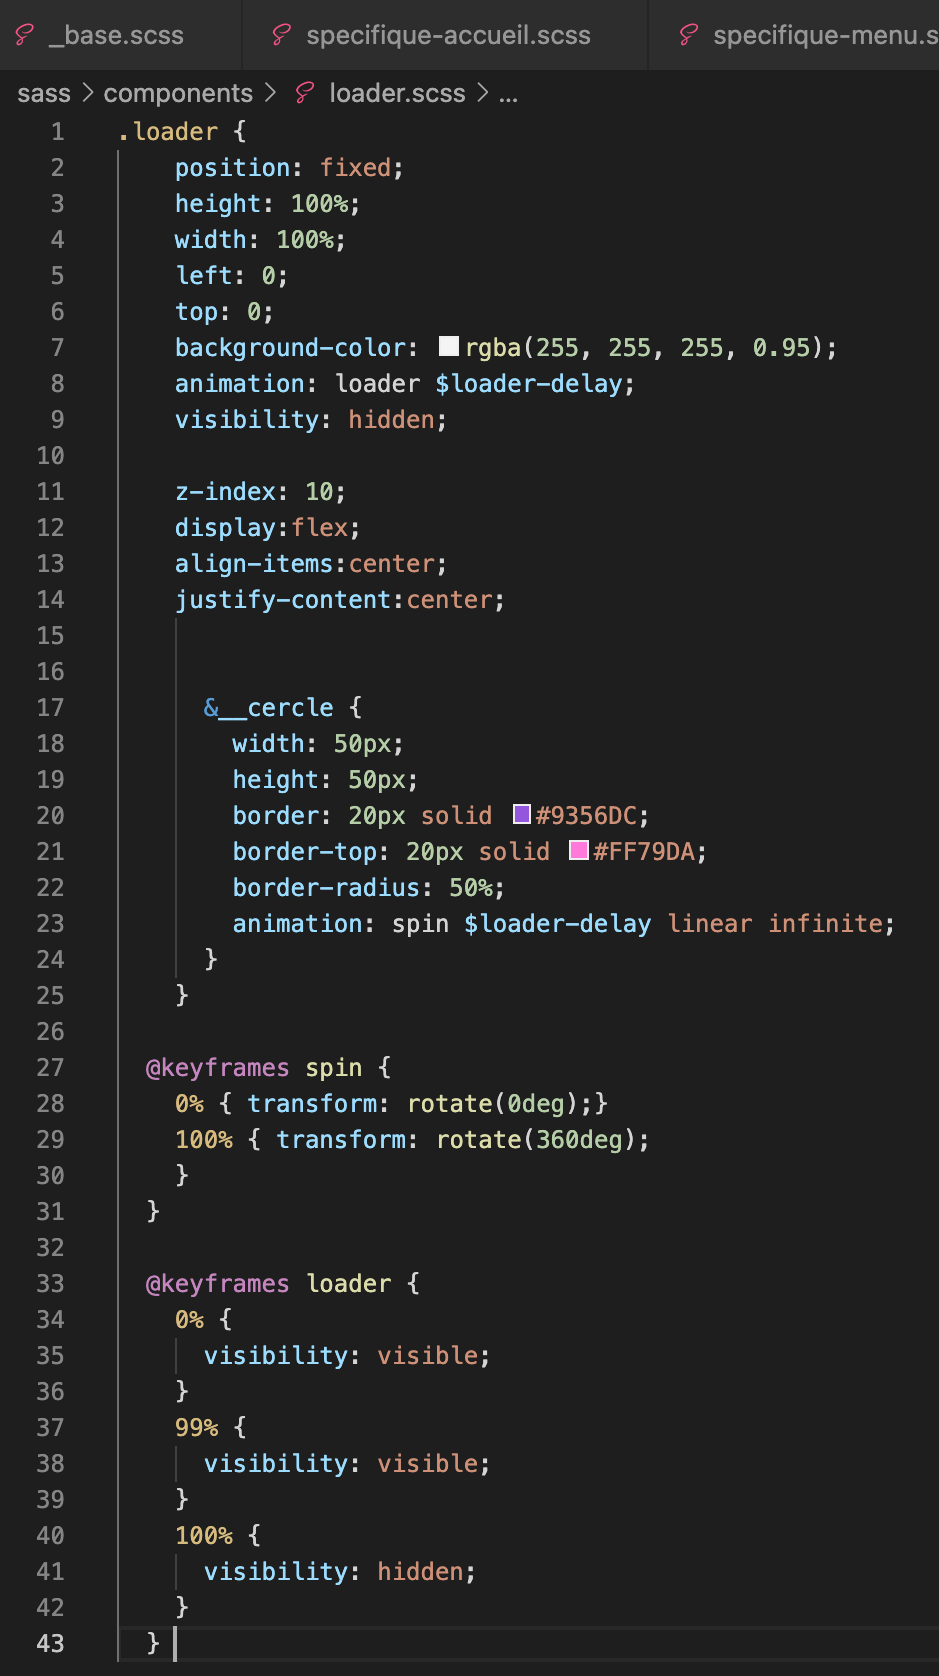 _base.scss specifique-accueil.scss specifique-menu.s
sass > components > loader.scss > ...
1 .loader {
2 position: fixed;
3 height: 100%;
4 width: 100%;
5 left: 0;
6 top: 0;
7 background-color: rgba(255, 255, 255, 0.95);
8 animation: loader $loader-delay;
9 visibility: hidden;
10
11 z-index: 10;
12 display:flex;
13 align-items:center;
14 justify-content:center;
15
16
17 &__cercle {
18 width: 50px;
19 height: 50px;
20 border: 20px solid #9356DC;
21 border-top: 20px solid #FF79DA;
22 border-radius: 50%;
23 animation: spin $loader-delay linear infinite;
24 }
25 }
26
27 @keyframes spin {
28 0% { transform: rotate(0deg);}
29 100% { transform: rotate(360deg);
30 }
31 }
32
33 @keyframes loader {
34 0% {
35 visibility: visible;
36 }
37 99% {
38 visibility: visible;
39 }
40 100% {
41 visibility: hidden;
42 }
43 }